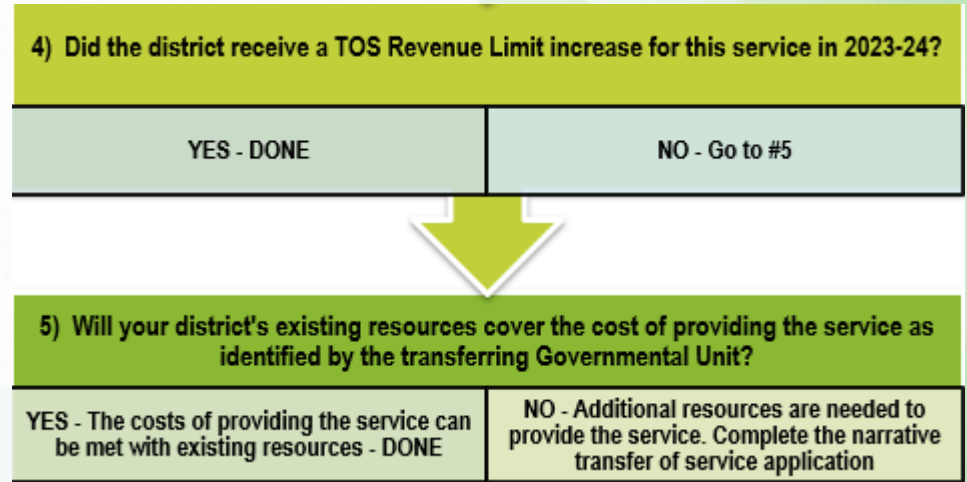 4) Did the district receive a TOS Revenue Limit increase for this service in 2023-24?
YES - DONE
NO - Go to #5
5) Will your district's existing resources cover the cost of providing the service as
identified by the transferring Governmental Unit?
YES - The costs of providing the service can
be met with existing resources - DONE
NO - Additional resources are needed to
provide the service. Complete the narrative
transfer of service application